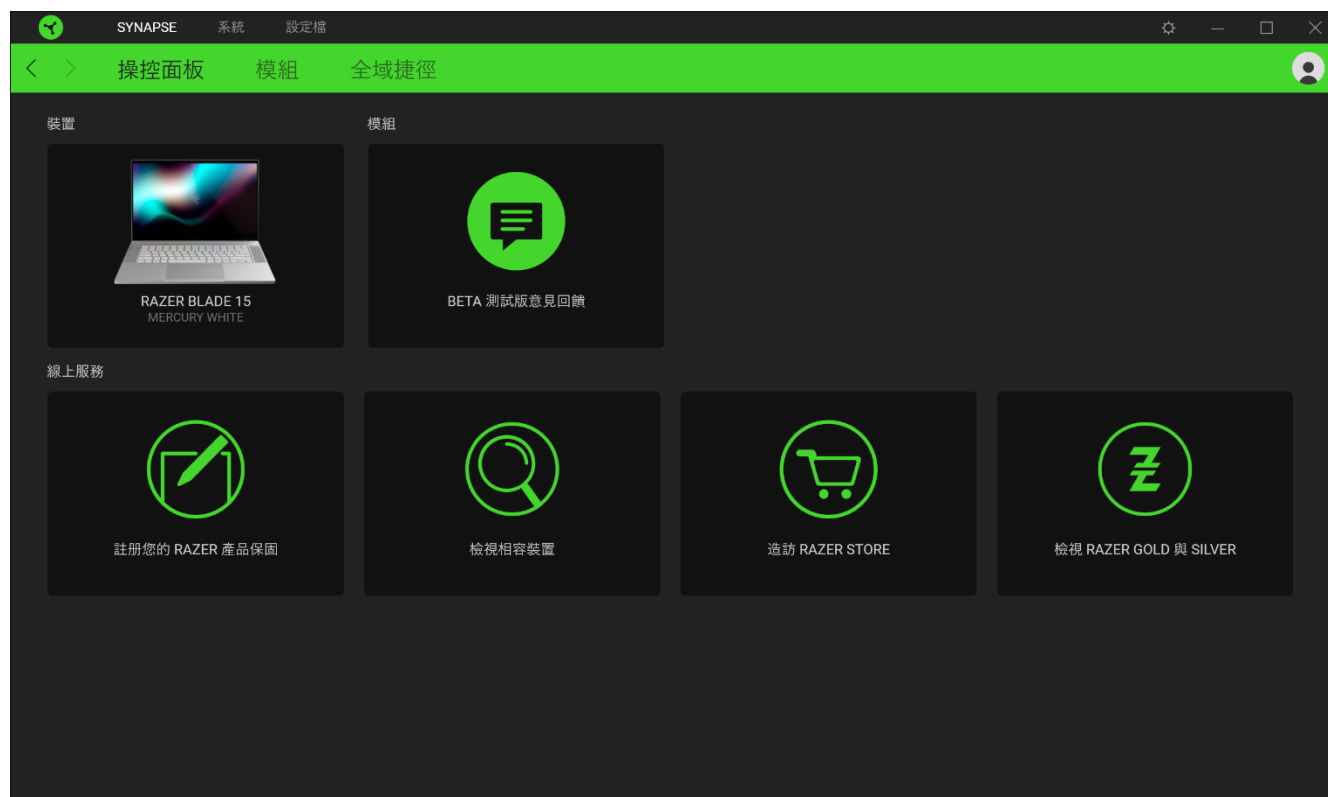 SYNAPSE 系統 設定檔
操控面板 模組 全域捷徑
裝置 模組
RAZER BLADE 15
MERCURY WHITE
BETA 測試版意見回饋
線上服務
註册您的 RAZER 產品保固
檢視相容裝置
造訪 RAZER STORE
檢視 RAZER GOLD 與 SILVER